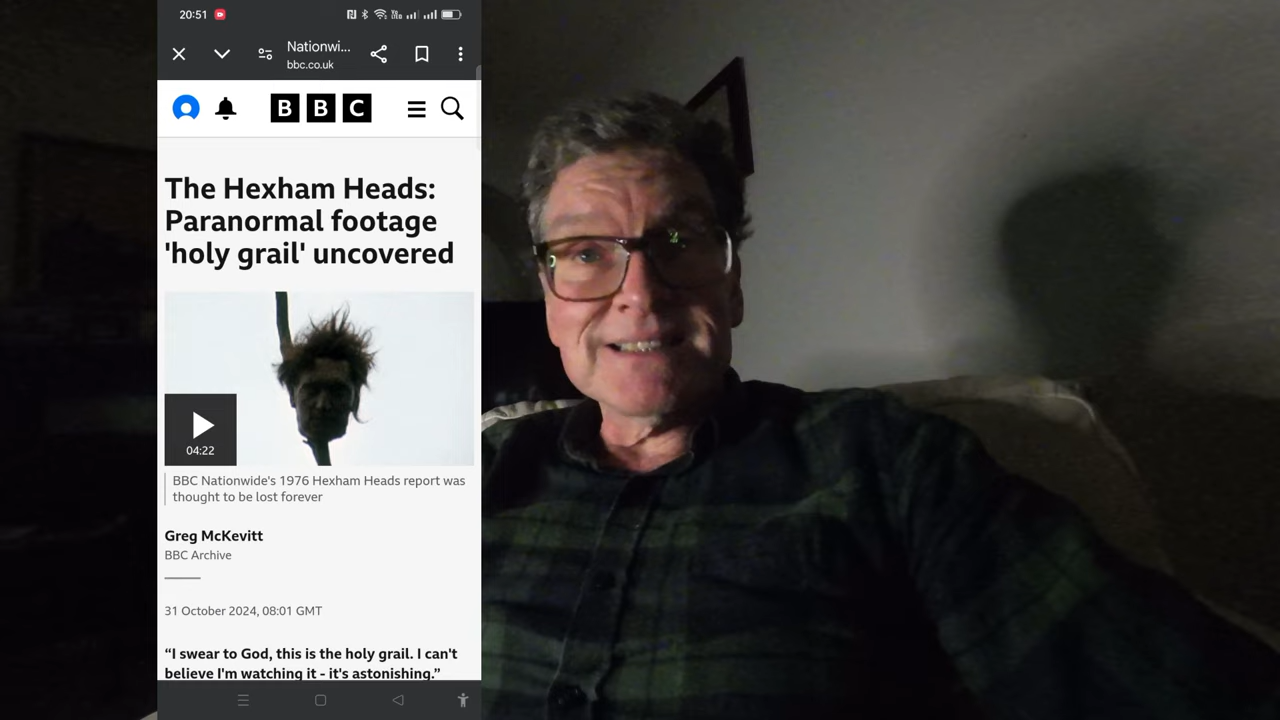 20:51
Nationwi...
bbc.co.uk
BBC
The Hexham Heads:
Paranormal footage
'holy grail' uncovered
04:22
BBC Nationwide's 1976 Hexham Heads report was
thought to be lost forever
Greg McKevitt
BBC Archive
31 October 2024, 08:01 GMT
“I swear to God, this is the holy grail. I can't
believe I'm watching it - it's astonishing.”